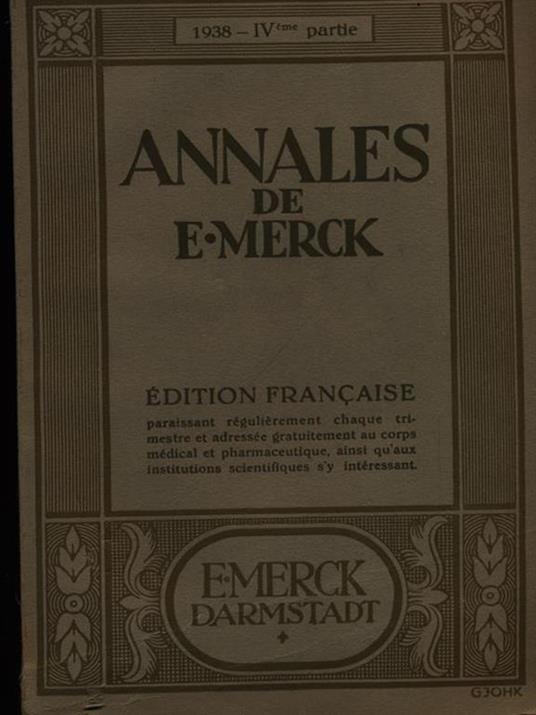 1938 – IVème partie
ANNALES
DE
E·MERCK
ÉDITION FRANÇAISE
paraissant régulièrement chaque tri-
mestre et adressée gratuitement au corps
médical et pharmaceutique, ainsi qu'aux
institutions scientifiques s'y intéressant.
E·MERCK
DARMSTADT
GJOHK